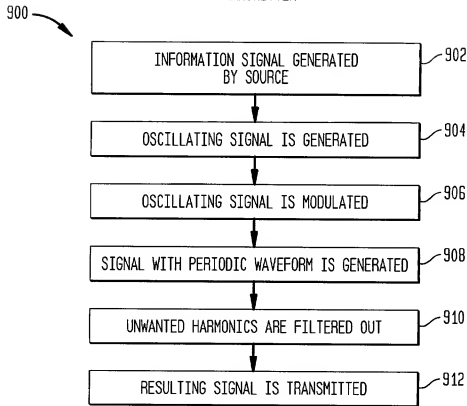 900
INFORMATION SIGNAL GENERATED
BY SOURCE
902
OSCILLATING SIGNAL IS GENERATED
904
OSCILLATING SIGNAL IS MODULATED
906
SIGNAL WITH PERIODIC WAVEFORM IS GENERATED
908
UNWANTED HARMONICS ARE FILTERED OUT
910
RESULTING SIGNAL IS TRANSMITTED
912